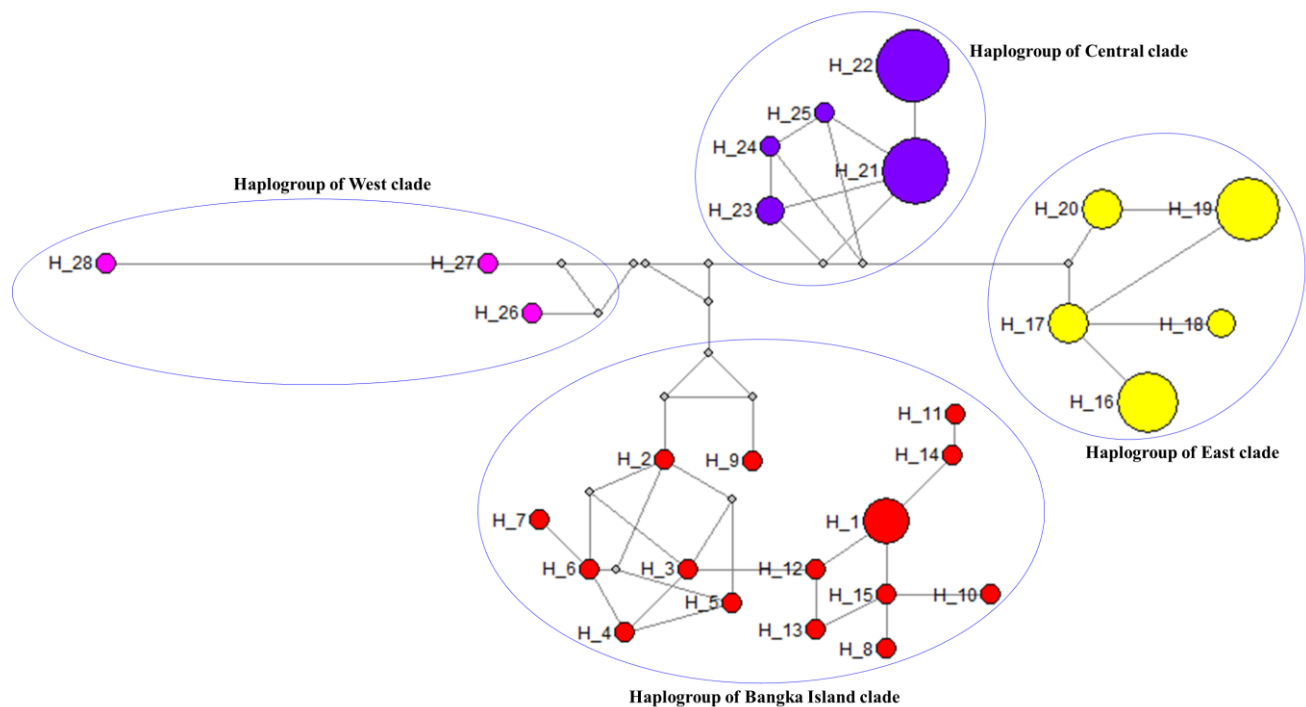 Haplogroup of Central clade
H_22
H_25
H_24
H_21
Haplogroup of West clade
H_23
H_20
H_19
H_28
H_27
H_26
H_17
H_18
H_16
H_11
Haplogroup of East clade
H_14
H_2
H_9
H_7
H_1
H_6
H_3
H_12
H_15
H_10
H_5
H_4
H_13
H_8
Haplogroup of Bangka Island clade